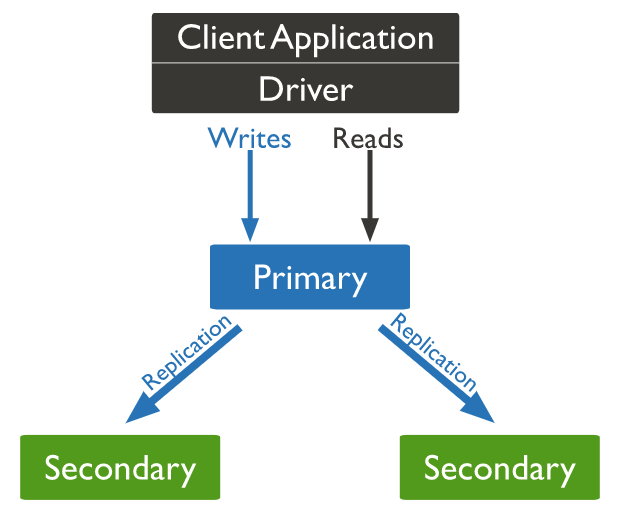 Client Application
Driver
Writes
Reads
Primary
Replication
Replication
Secondary
Secondary